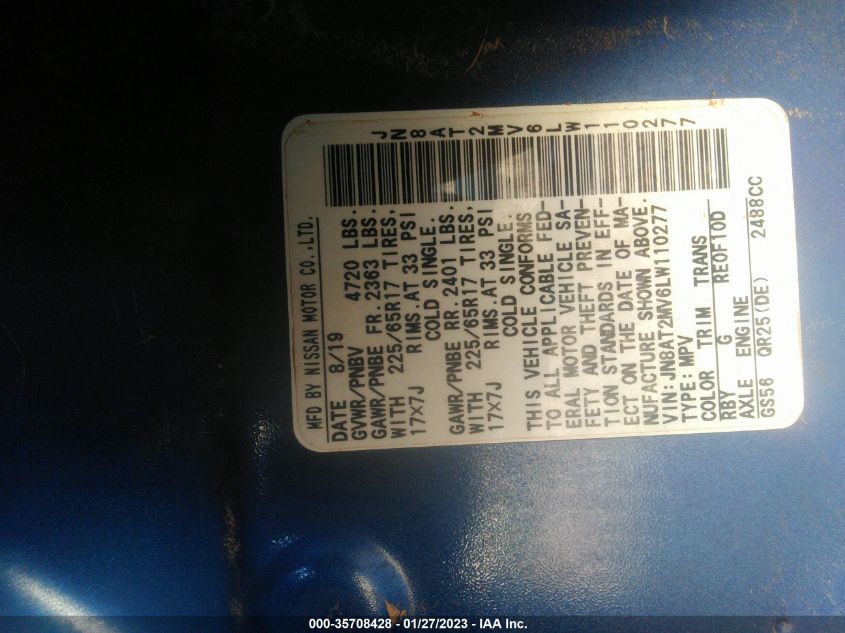 MFD BY NISSAN MOTOR CO.,LTD.
DATE 8/19
GVWR/PNBV 4720 LBS.
GAWR/PNBE FR. 2363 LBS.
WITH 225/65R17 TIRES,
17X7J RIMS.AT 33 PSI
COLD SINGLE.
GAWR/PNBE RR. 2401 LBS.
WITH 225/65R17 TIRES,
17X7J RIMS.AT 33 PSI
COLD SINGLE.
THIS VEHICLE CONFORMS
TO ALL APPLICABLE FED-
ERAL MOTOR VEHICLE SA-
FETY AND THEFT PREVEN-
TION STANDARDS IN EFF-
ECT ON THE DATE OF MA-
NUFACTURE SHOWN ABOVE.
VIN:JN8AT2MV6LW110277
TYPE:MPV
COLOR TRIM TRANS
RBY G RE0F10D
AXLE ENGINE
GS56 QR25(DE) 2488CC
JN8AT2MV6LW110277
000-35708428 - 01/27/2023 - IAA Inc.